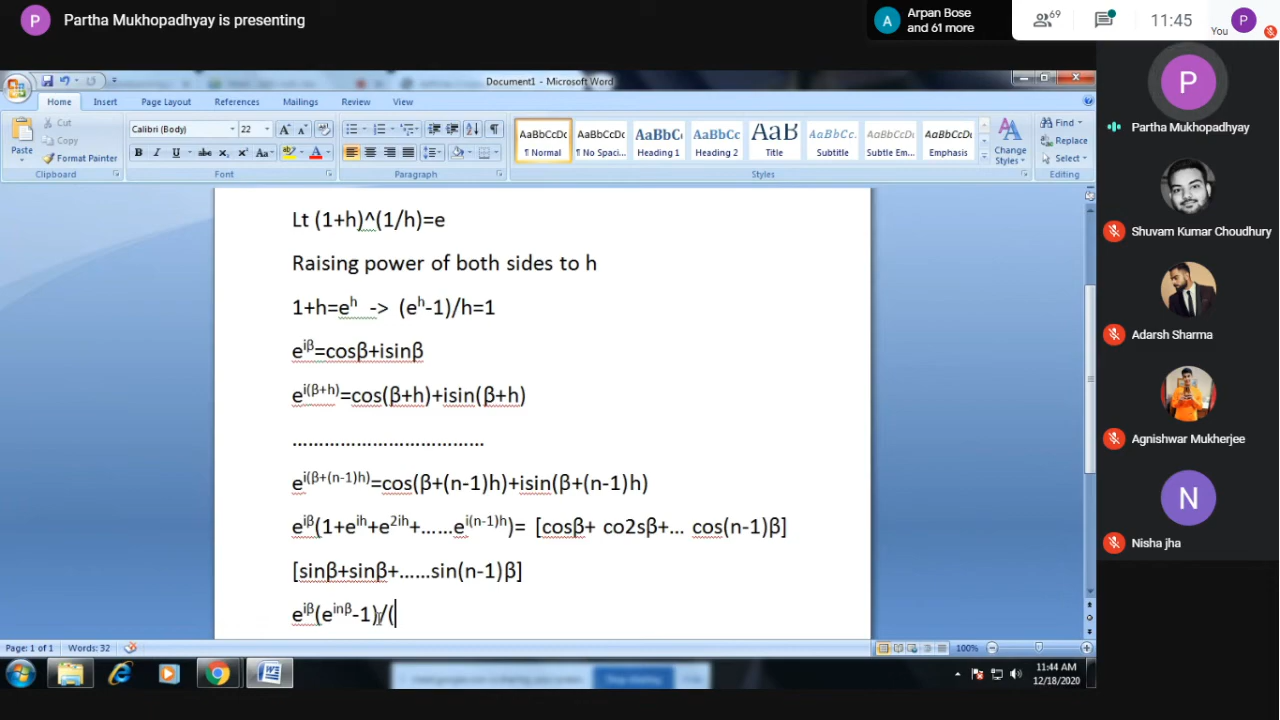 P Partha Mukhopadhyay is presenting
A Arpan Bose
and 61 more
69
11:45
You P
Document1 - Microsoft Word
Home Insert Page Layout References Mailings Review View
Cut
Copy
Format Painter
Paste
Clipboard
Calibri (Body) 22
Font
Paragraph
AaBbCcDc AaBbCcDc AaBbC AaBbCc AaB AaBbCc. AaBbCcDc AaBbCcDc
¶ Normal ¶ No Spaci... Heading 1 Heading 2 Title Subtitle Subtle Em... Emphasis
Styles
Change
Styles
Find
Replace
Select
Editing
Lt (1+h)^(1/h)=e
Raising power of both sides to h
1+h=eʰ -> (eʰ-1)/h=1
e^iβ=cosβ+isinβ
e^i(β+h)=cos(β+h)+isin(β+h)
....................................
e^i(β+(n-1)h)=cos(β+(n-1)h)+isin(β+(n-1)h)
e^iβ(1+e^ih+e^2ih+......e^i(n-1)h)= [cosβ+ co2sβ+... cos(n-1)β]
[sinβ+sinβ+......sin(n-1)β]
e^iβ(e^inβ-1)/(
Page: 1 of 1 Words: 32
100%
11:44 AM
12/18/2020
P
Partha Mukhopadhyay
Shuvam Kumar Choudhury
Adarsh Sharma
Agnishwar Mukherjee
N
Nisha jha